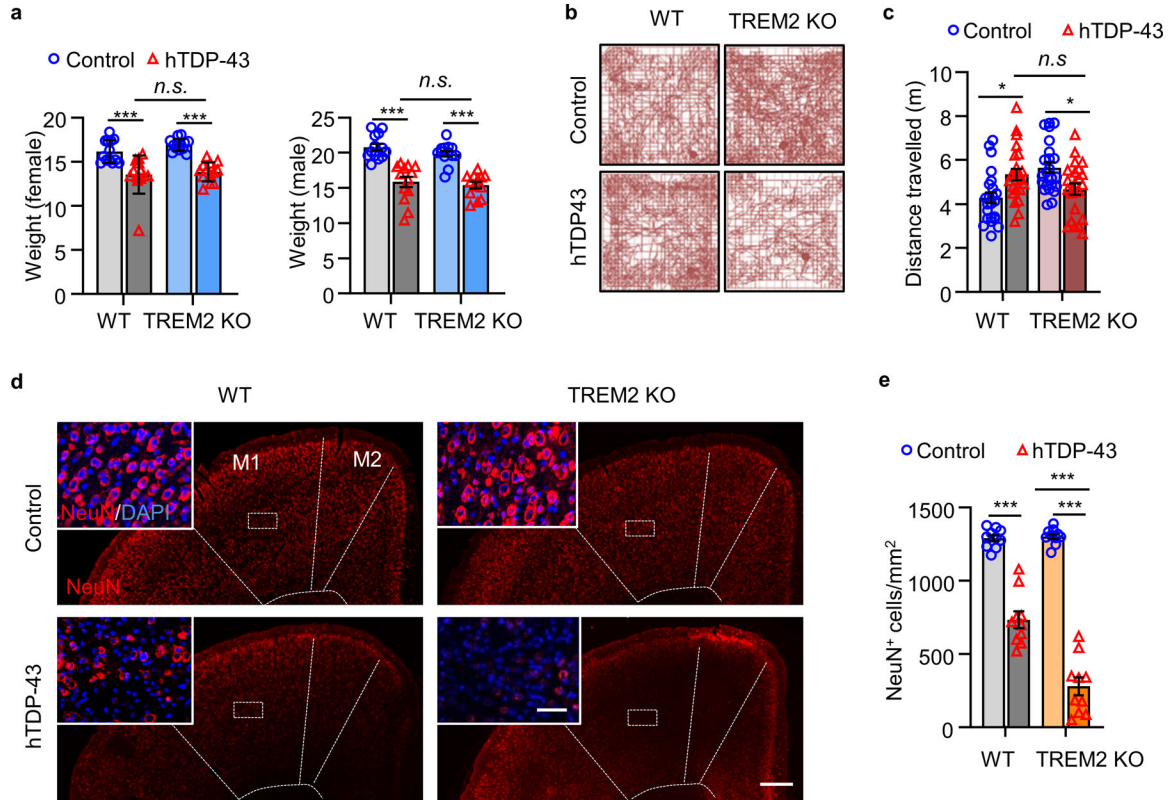 a
Control hTDP-43
n.s.
*** ***
Weight (female)
20
15
10
5
0
WT TREM2 KO
n.s.
*** ***
Weight (male)
25
20
15
10
5
0
WT TREM2 KO
b
WT TREM2 KO
Control
hTDP43
c
Control hTDP-43
n.s
* *
Distance travelled (m)
10
8
6
4
2
0
WT TREM2 KO
d
WT TREM2 KO
Control
M1 M2
NeuN/DAPI
NeuN
hTDP-43
e
Control hTDP-43
***
*** ***
NeuN⁺ cells/mm²
1500
1000
500
0
WT TREM2 KO